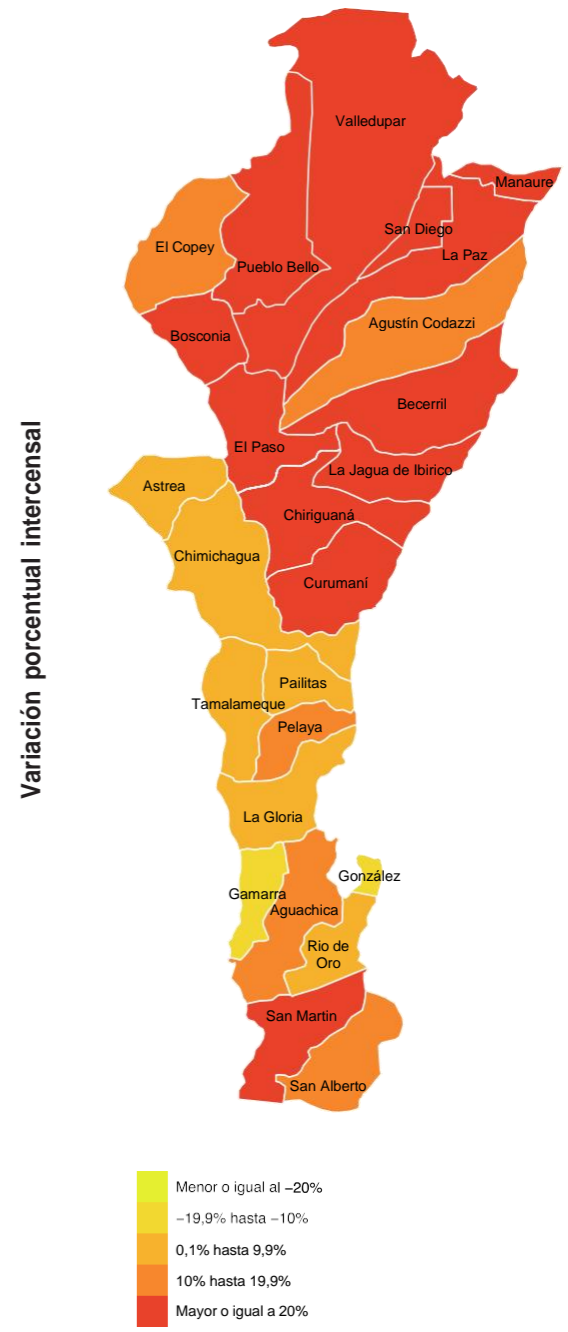 Variación porcentual intercensal
Valledupar
Manaure
San Diego
La Paz
El Copey
Pueblo Bello
Agustín Codazzi
Bosconia
Becerril
El Paso
La Jagua de Ibirico
Astrea
Chiriguaná
Chimichagua
Curumaní
Pailitas
Tamalameque
Pelaya
La Gloria
González
Gamarra
Aguachica
Rio de
Oro
San Martin
San Alberto
Menor o igual al −20%
−19,9% hasta −10%
0,1% hasta 9,9%
10% hasta 19,9%
Mayor o igual a 20%